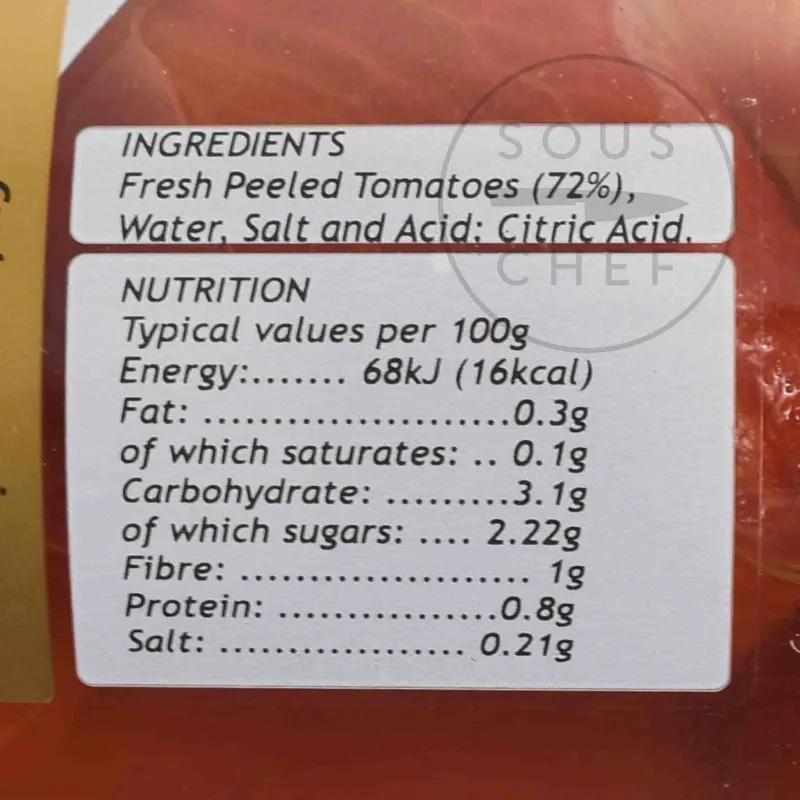 SOUS
CHEF
INGREDIENTS
Fresh Peeled Tomatoes (72%),
Water, Salt and Acid: Citric Acid.
NUTRITION
Typical values per 100g
Energy:....... 68kJ (16kcal)
Fat: .......................0.3g
of which saturates: .. 0.1g
Carbohydrate: .........3.1g
of which sugars: .... 2.22g
Fibre: ...................... 1g
Protein: .................0.8g
Salt: ................... 0.21g